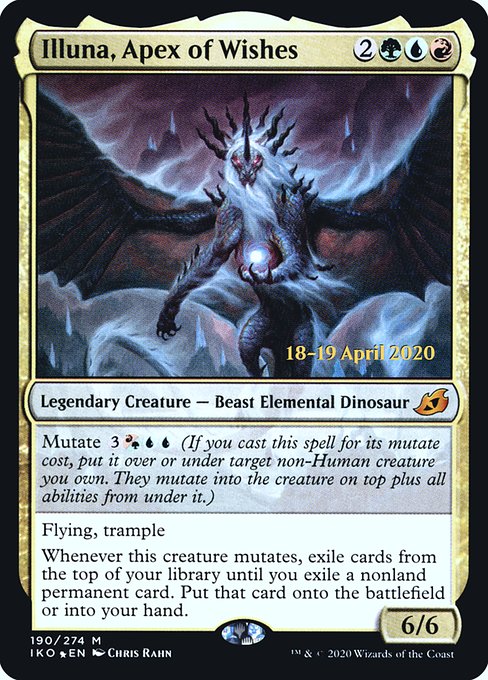 Illuna, Apex of Wishes 2
18-19 April 2020
Legendary Creature — Beast Elemental Dinosaur
Mutate 3 (If you cast this spell for its mutate
cost, put it over or under target non-Human creature
you own. They mutate into the creature on top plus all
abilities from under it.)
Flying, trample
Whenever this creature mutates, exile cards from
the top of your library until you exile a nonland
permanent card. Put that card onto the battlefield
or into your hand.
6/6
190/274 M
IKO ★ EN Chris Rahn
™ & © 2020 Wizards of the Coast